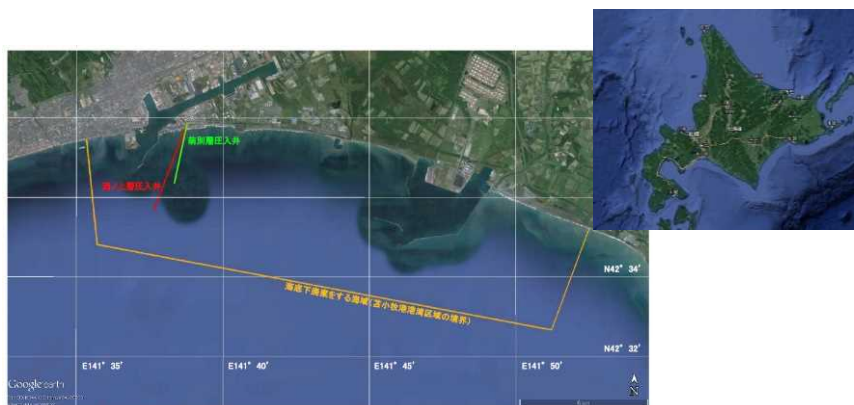 萌別層圧入井
滝ノ上層圧入井
海底下廃棄をする海域(苫小牧港港湾区域の境界)
N42° 34′
N42° 32′
E141° 35′
E141° 40′
E141° 45′
E141° 50′
Google earth
N